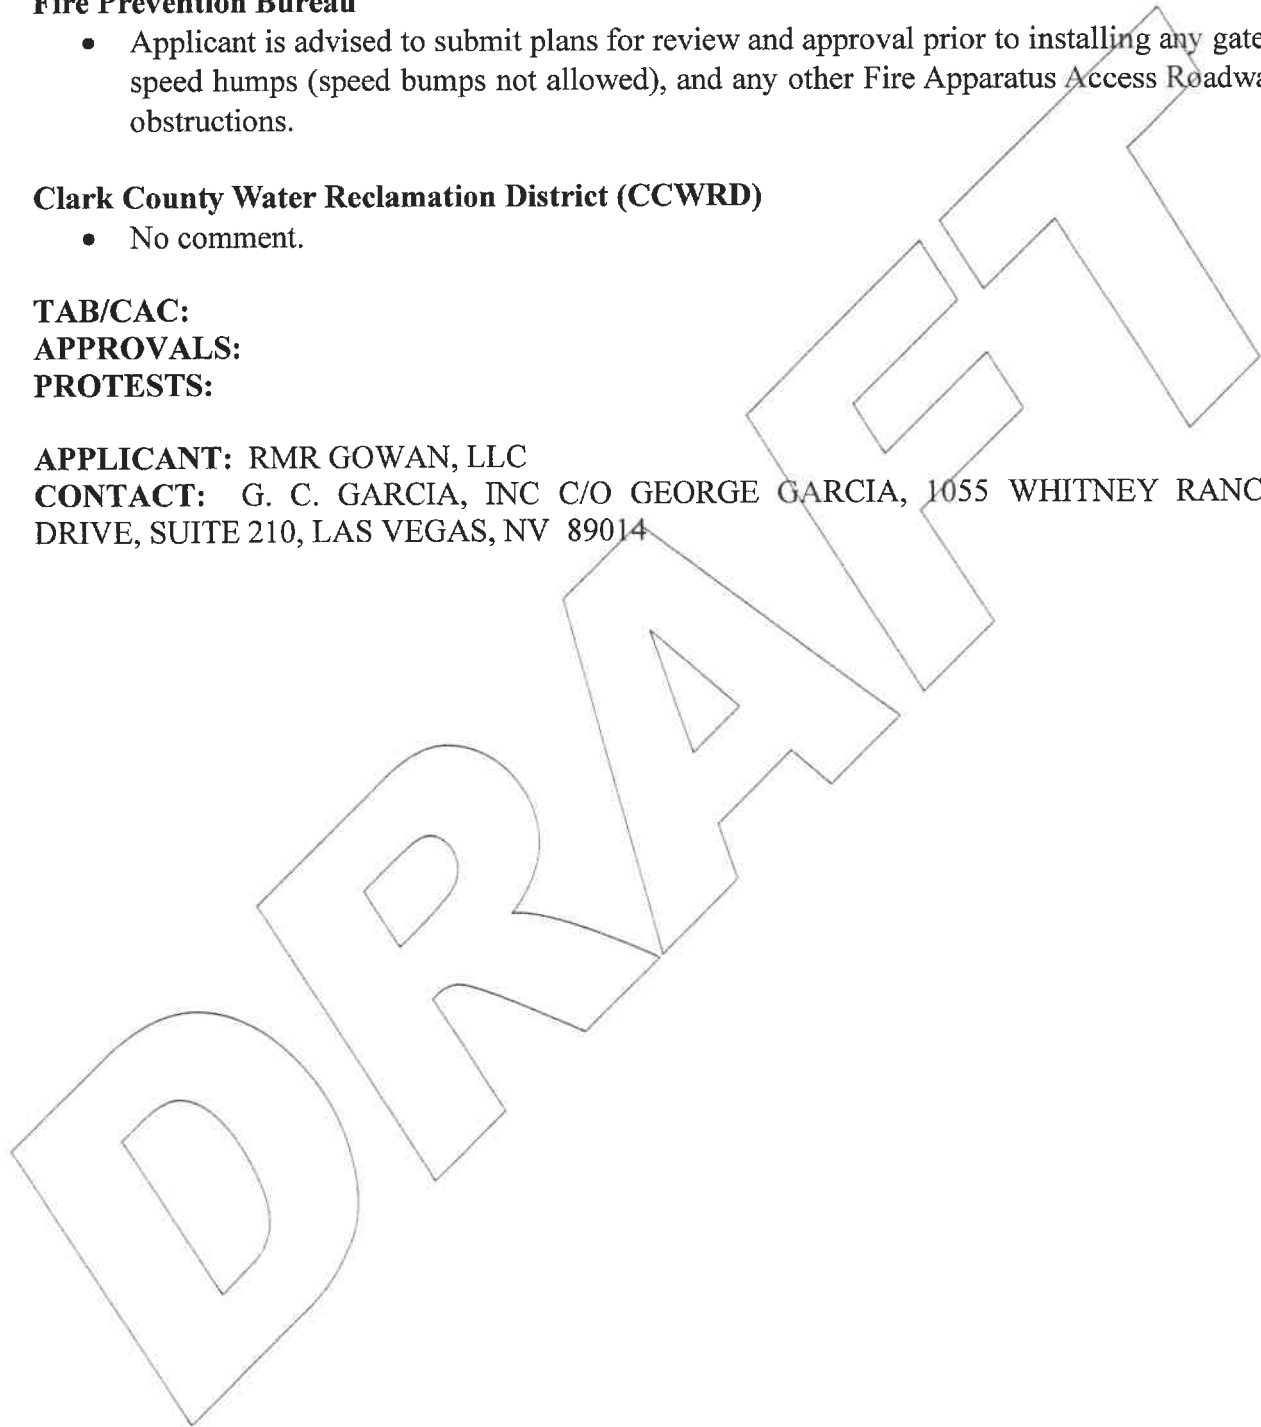 Fire Prevention Bureau
• Applicant is advised to submit plans for review and approval prior to installing any gate
speed humps (speed bumps not allowed), and any other Fire Apparatus Access Roadwa
obstructions.
Clark County Water Reclamation District (CCWRD)
• No comment.
TAB/CAC:
APPROVALS:
PROTESTS:
APPLICANT: RMR GOWAN, LLC
CONTACT: G. C. GARCIA, INC C/O GEORGE GARCIA, 1055 WHITNEY RANC
DRIVE, SUITE 210, LAS VEGAS, NV 89014
DRAFT